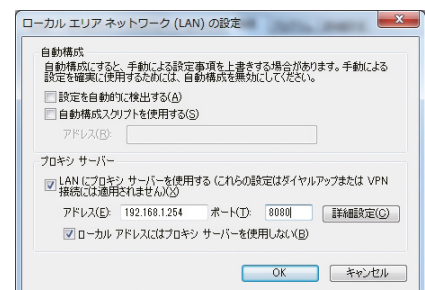 ローカル エリア ネットワーク (LAN) の設定
自動構成
自動構成にすると、手動による設定事項を上書きする場合があります。手動による
設定を確実に使用するためには、自動構成を無効にしてください。
設定を自動的に検出する(A)
自動構成スクリプトを使用する(S)
アドレス(R):
プロキシ サーバー
LAN にプロキシ サーバーを使用する (これらの設定はダイヤルアップまたは VPN
接続には適用されません)(X)
アドレス(E): 192.168.1.254 ポート(T): 8080 詳細設定(C)
ローカル アドレスにはプロキシ サーバーを使用しない(B)
OK キャンセル